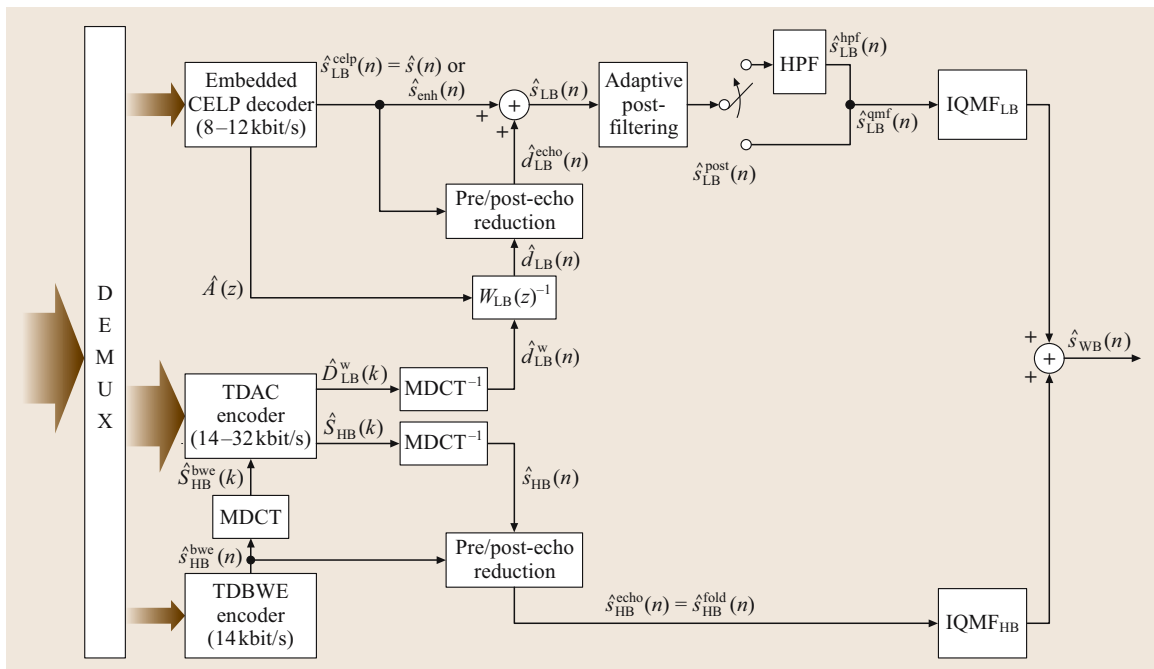 DEMUX
Embedded
CELP decoder
(8–12 kbit/s)
ŝ_LB^celp(n) = ŝ(n) or
ŝ_enh(n)
+
+
+
ŝ_LB(n)
Adaptive
post-
filtering
HPF
ŝ_LB^hpf(n)
ŝ_LB^qmf(n)
ŝ_LB^post(n)
IQMF_LB
d̂_LB^echo(n)
Pre/post-echo
reduction
d̂_LB(n)
Â(z)
W_LB(z)^−1
d̂_LB^w(n)
+
+
+
ŝ_WB(n)
TDAC
encoder
(14–32 kbit/s)
D̂_LB^w(k)
MDCT^−1
Ŝ_HB(k)
MDCT^−1
ŝ_HB(n)
Ŝ_HB^bwe(k)
MDCT
ŝ_HB^bwe(n)
Pre/post-echo
reduction
TDBWE
encoder
(14 kbit/s)
ŝ_HB^echo(n) = ŝ_HB^fold(n)
IQMF_HB